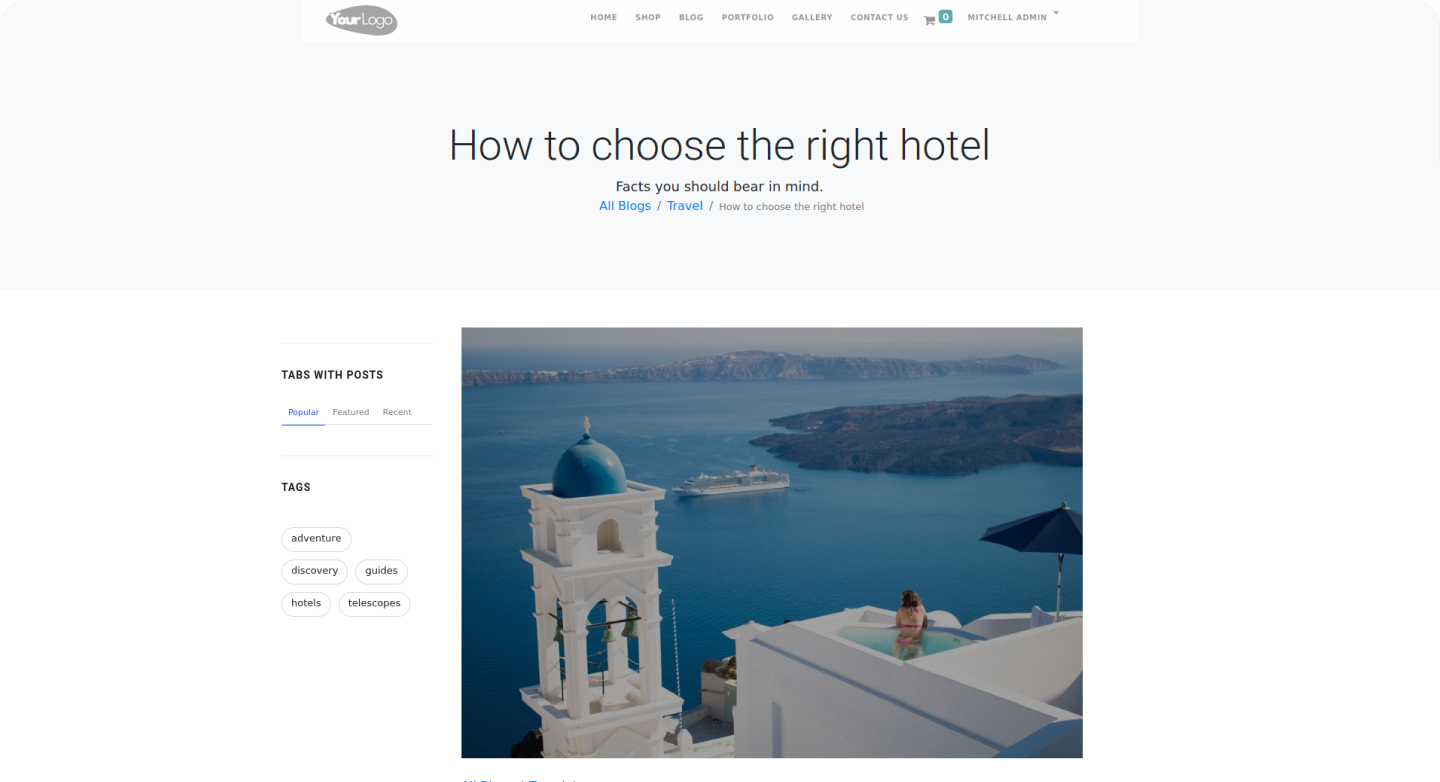 YourLogo
HOME SHOP BLOG PORTFOLIO GALLERY CONTACT US 0 MITCHELL ADMIN
How to choose the right hotel
Facts you should bear in mind.
All Blogs / Travel / How to choose the right hotel
TABS WITH POSTS
Popular Featured Recent
TAGS
adventure
discovery guides
hotels telescopes